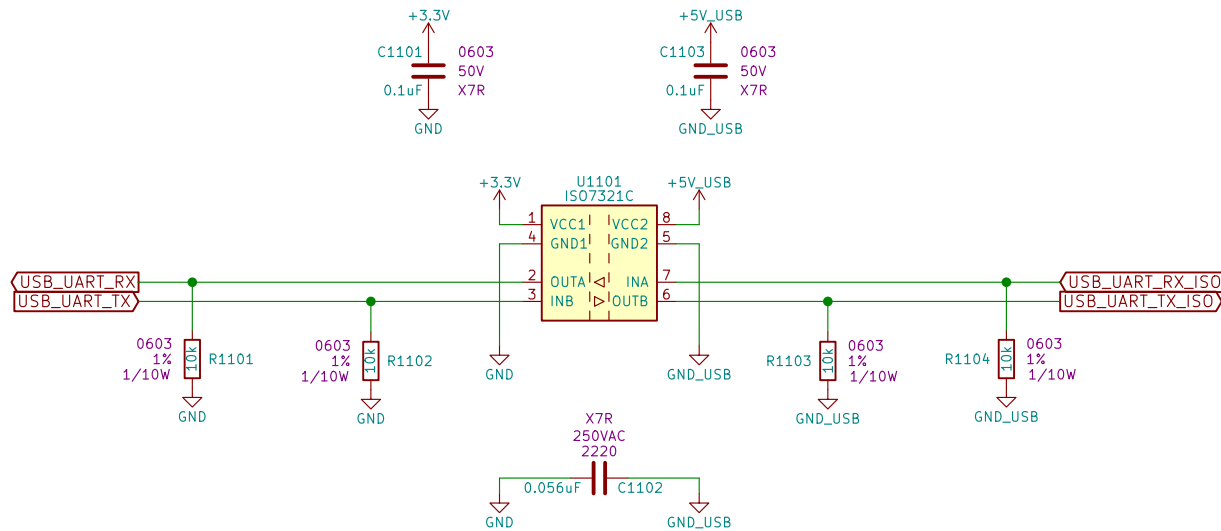 +3.3V
C1101
0603
50V
0.1uF
X7R
GND
+5V_USB
C1103
0603
50V
0.1uF
X7R
GND_USB
+3.3V
U1101
ISO7321C
+5V_USB
1 VCC1 VCC2 8
4 GND1 GND2 5
2 OUTA INA 7
3 INB OUTB 6
USB_UART_RX
USB_UART_TX
USB_UART_RX_ISO
USB_UART_TX_ISO
0603
1%
1/10W
10k
R1101
GND
0603
1%
1/10W
10k
R1102
GND
GND
GND_USB
R1103
10k
0603
1%
1/10W
GND_USB
R1104
10k
0603
1%
1/10W
GND_USB
X7R
250VAC
2220
0.056uF
C1102
GND
GND_USB